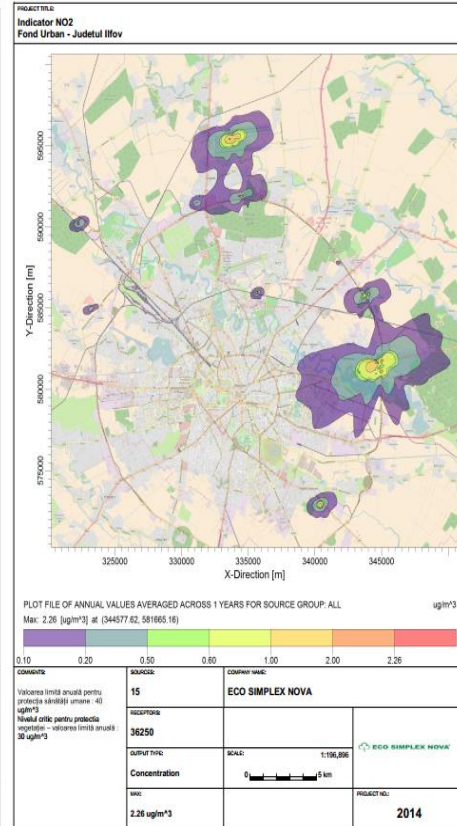 PROJECT TITLE:
Indicator NO2
Fond Urban - Judetul Ilfov
Y-Direction [m]
595000
590000
585000
580000
575000
325000 330000 335000 340000 345000
X-Direction [m]
PLOT FILE OF ANNUAL VALUES AVERAGED ACROSS 1 YEARS FOR SOURCE GROUP: ALL
ug/m^3
Max: 2.26 [ug/m^3] at (344577.62, 581665.16)
0.10 0.20 0.50 0.60 1.00 2.00 2.26
COMMENTS:
Valoarea limită anuală pentru
protecția sănătății umane : 40
ug/m^3
Nivelul critic pentru protectia
vegetației – valoarea limită anuală :
30 ug/m^3
SOURCES:
15
RECEPTORS:
36250
OUTPUT TYPE:
Concentration
MAX:
2.26 ug/m^3
COMPANY NAME:
ECO SIMPLEX NOVA
SCALE: 1:196,896
0 5 km
ECO SIMPLEX NOVA
PROJECT NO.:
2014